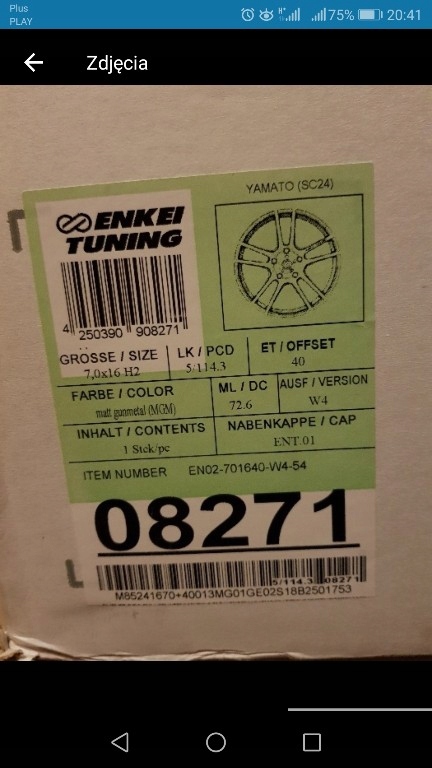 Plus
PLAY
75% 20:41
Zdjęcia
YAMATO (SC24)
ENKEI
TUNING
4 250390 908271
GROSSE / SIZE
7,0x16 H2
LK / PCD
5/114.3
ET / OFFSET
40
FARBE / COLOR
matt gunmetal (MGM)
ML / DC
72.6
AUSF / VERSION
W4
INHALT / CONTENTS
1 Stck/pc
NABENKAPPE / CAP
ENT.01
ITEM NUMBER EN02-701640-W4-54
08271
5/114.3 08271
M85241670+40013MG01GE02S18B2501753